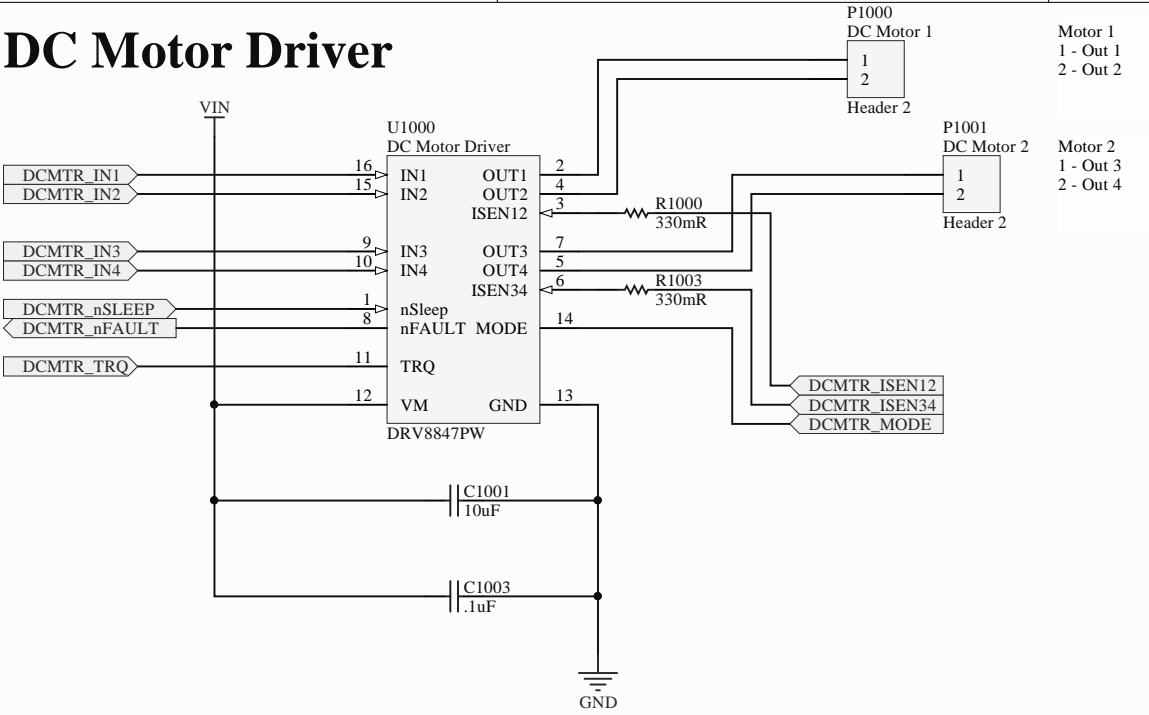 DC Motor Driver
P1000
DC Motor 1
1
2
Header 2
Motor 1
1 - Out 1
2 - Out 2
P1001
DC Motor 2
1
2
Header 2
Motor 2
1 - Out 3
2 - Out 4
VIN
U1000
DC Motor Driver
DCMTR_IN1 16 IN1 OUT1 2
DCMTR_IN2 15 IN2 OUT2 4
ISEN12 3 R1000
330mR
DCMTR_IN3 9 IN3 OUT3 7
DCMTR_IN4 10 IN4 OUT4 5
ISEN34 6 R1003
330mR
DCMTR_nSLEEP 1 nSleep
DCMTR_nFAULT 8 nFAULT MODE 14
DCMTR_TRQ 11 TRQ
12 VM GND 13
DRV8847PW
DCMTR_ISEN12
DCMTR_ISEN34
DCMTR_MODE
C1001
10uF
C1003
.1uF
GND